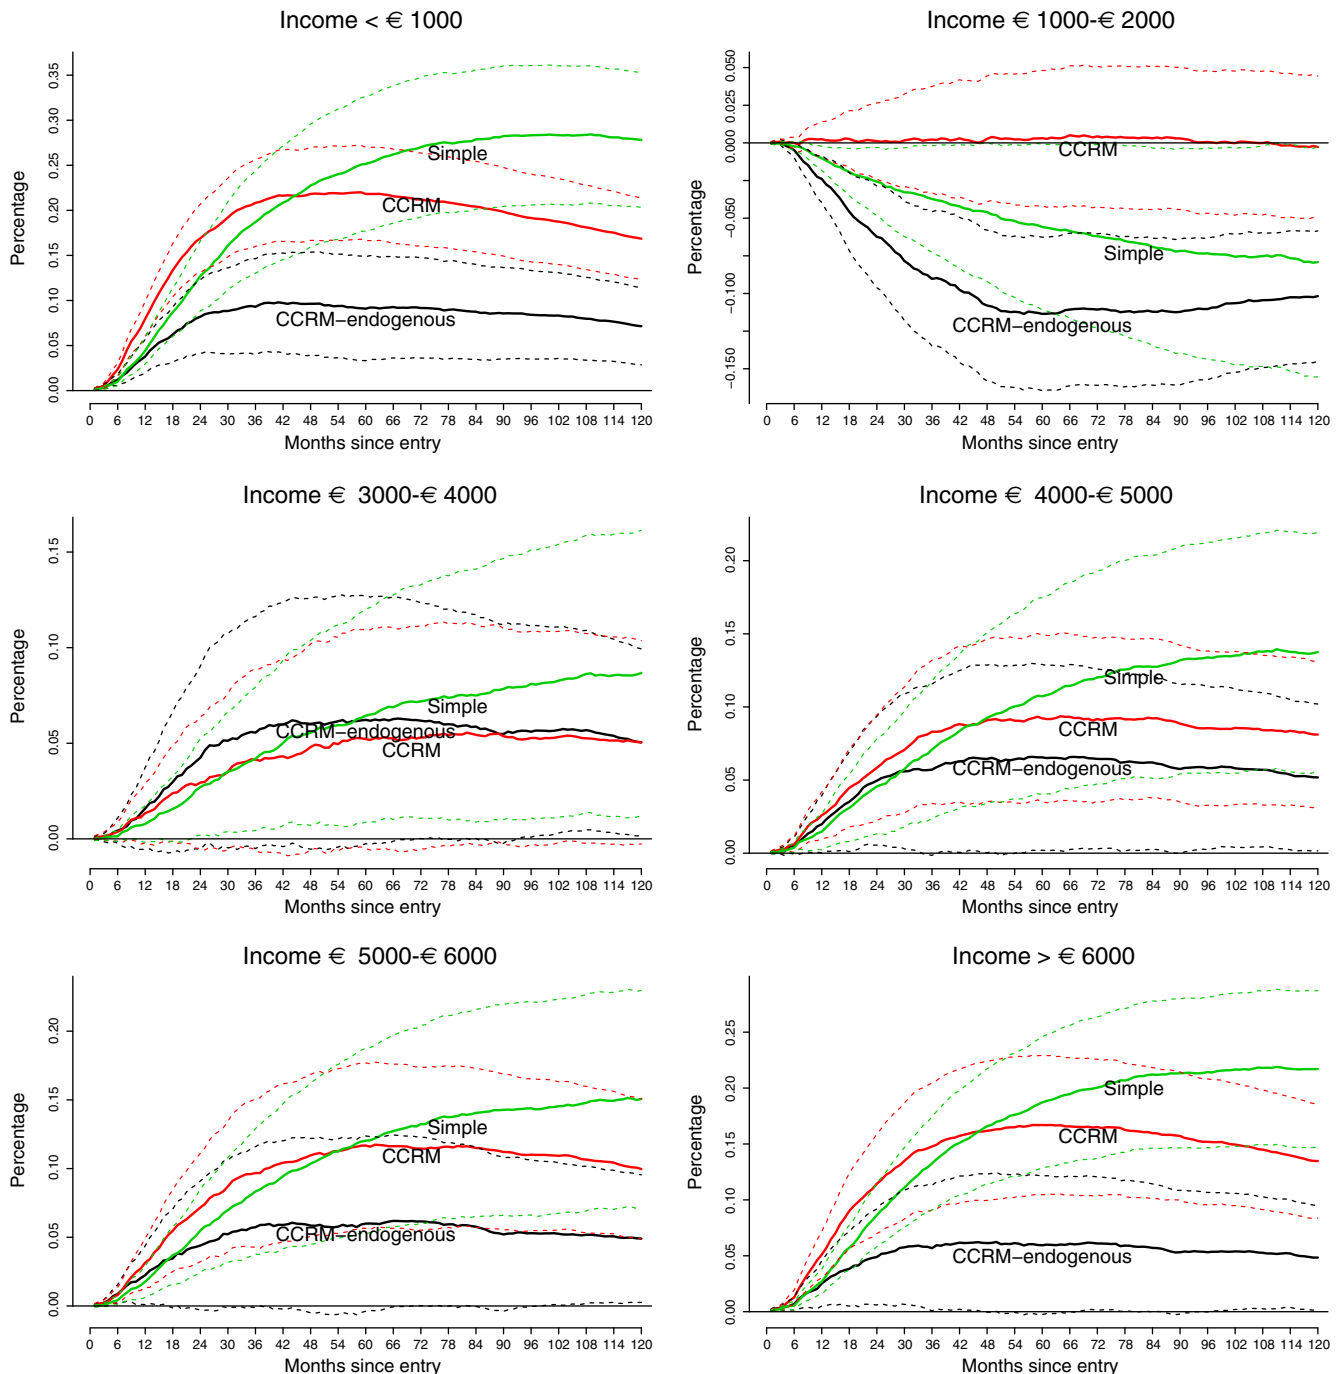 Income < € 1000
Percentage
0.00 0.05 0.10 0.15 0.20 0.25 0.30 0.35
Simple
CCRM
CCRM−endogenous
0 6 12 18 24 30 36 42 48 54 60 66 72 78 84 90 96 102 108 114 120
Months since entry
Income € 1000-€ 2000
Percentage
−0.150 −0.100 −0.050 0.000 0.025 0.050
CCRM
Simple
CCRM−endogenous
0 6 12 18 24 30 36 42 48 54 60 66 72 78 84 90 96 102 108 114 120
Months since entry
Income € 3000-€ 4000
Percentage
0.00 0.05 0.10 0.15
Simple
CCRM−endogenous
CCRM
0 6 12 18 24 30 36 42 48 54 60 66 72 78 84 90 96 102 108 114 120
Months since entry
Income € 4000-€ 5000
Percentage
0.00 0.05 0.10 0.15 0.20
Simple
CCRM
CCRM−endogenous
0 6 12 18 24 30 36 42 48 54 60 66 72 78 84 90 96 102 108 114 120
Months since entry
Income € 5000-€ 6000
Percentage
0.00 0.05 0.10 0.15 0.20
Simple
CCRM
CCRM−endogenous
0 6 12 18 24 30 36 42 48 54 60 66 72 78 84 90 96 102 108 114 120
Months since entry
Income > € 6000
Percentage
0.00 0.05 0.10 0.15 0.20 0.25
Simple
CCRM
CCRM−endogenous
0 6 12 18 24 30 36 42 48 54 60 66 72 78 84 90 96 102 108 114 120
Months since entry